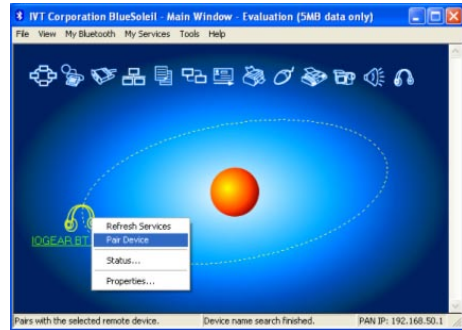 IVT Corporation BlueSoleil - Main Window - Evaluation (5MB data only)
File View My Bluetooth My Services Tools Help
IOGEAR BT
Refresh Services
Pair Device
Status...
Properties...
Pairs with the selected remote device. Device name search finished. PAN IP: 192.168.50.1